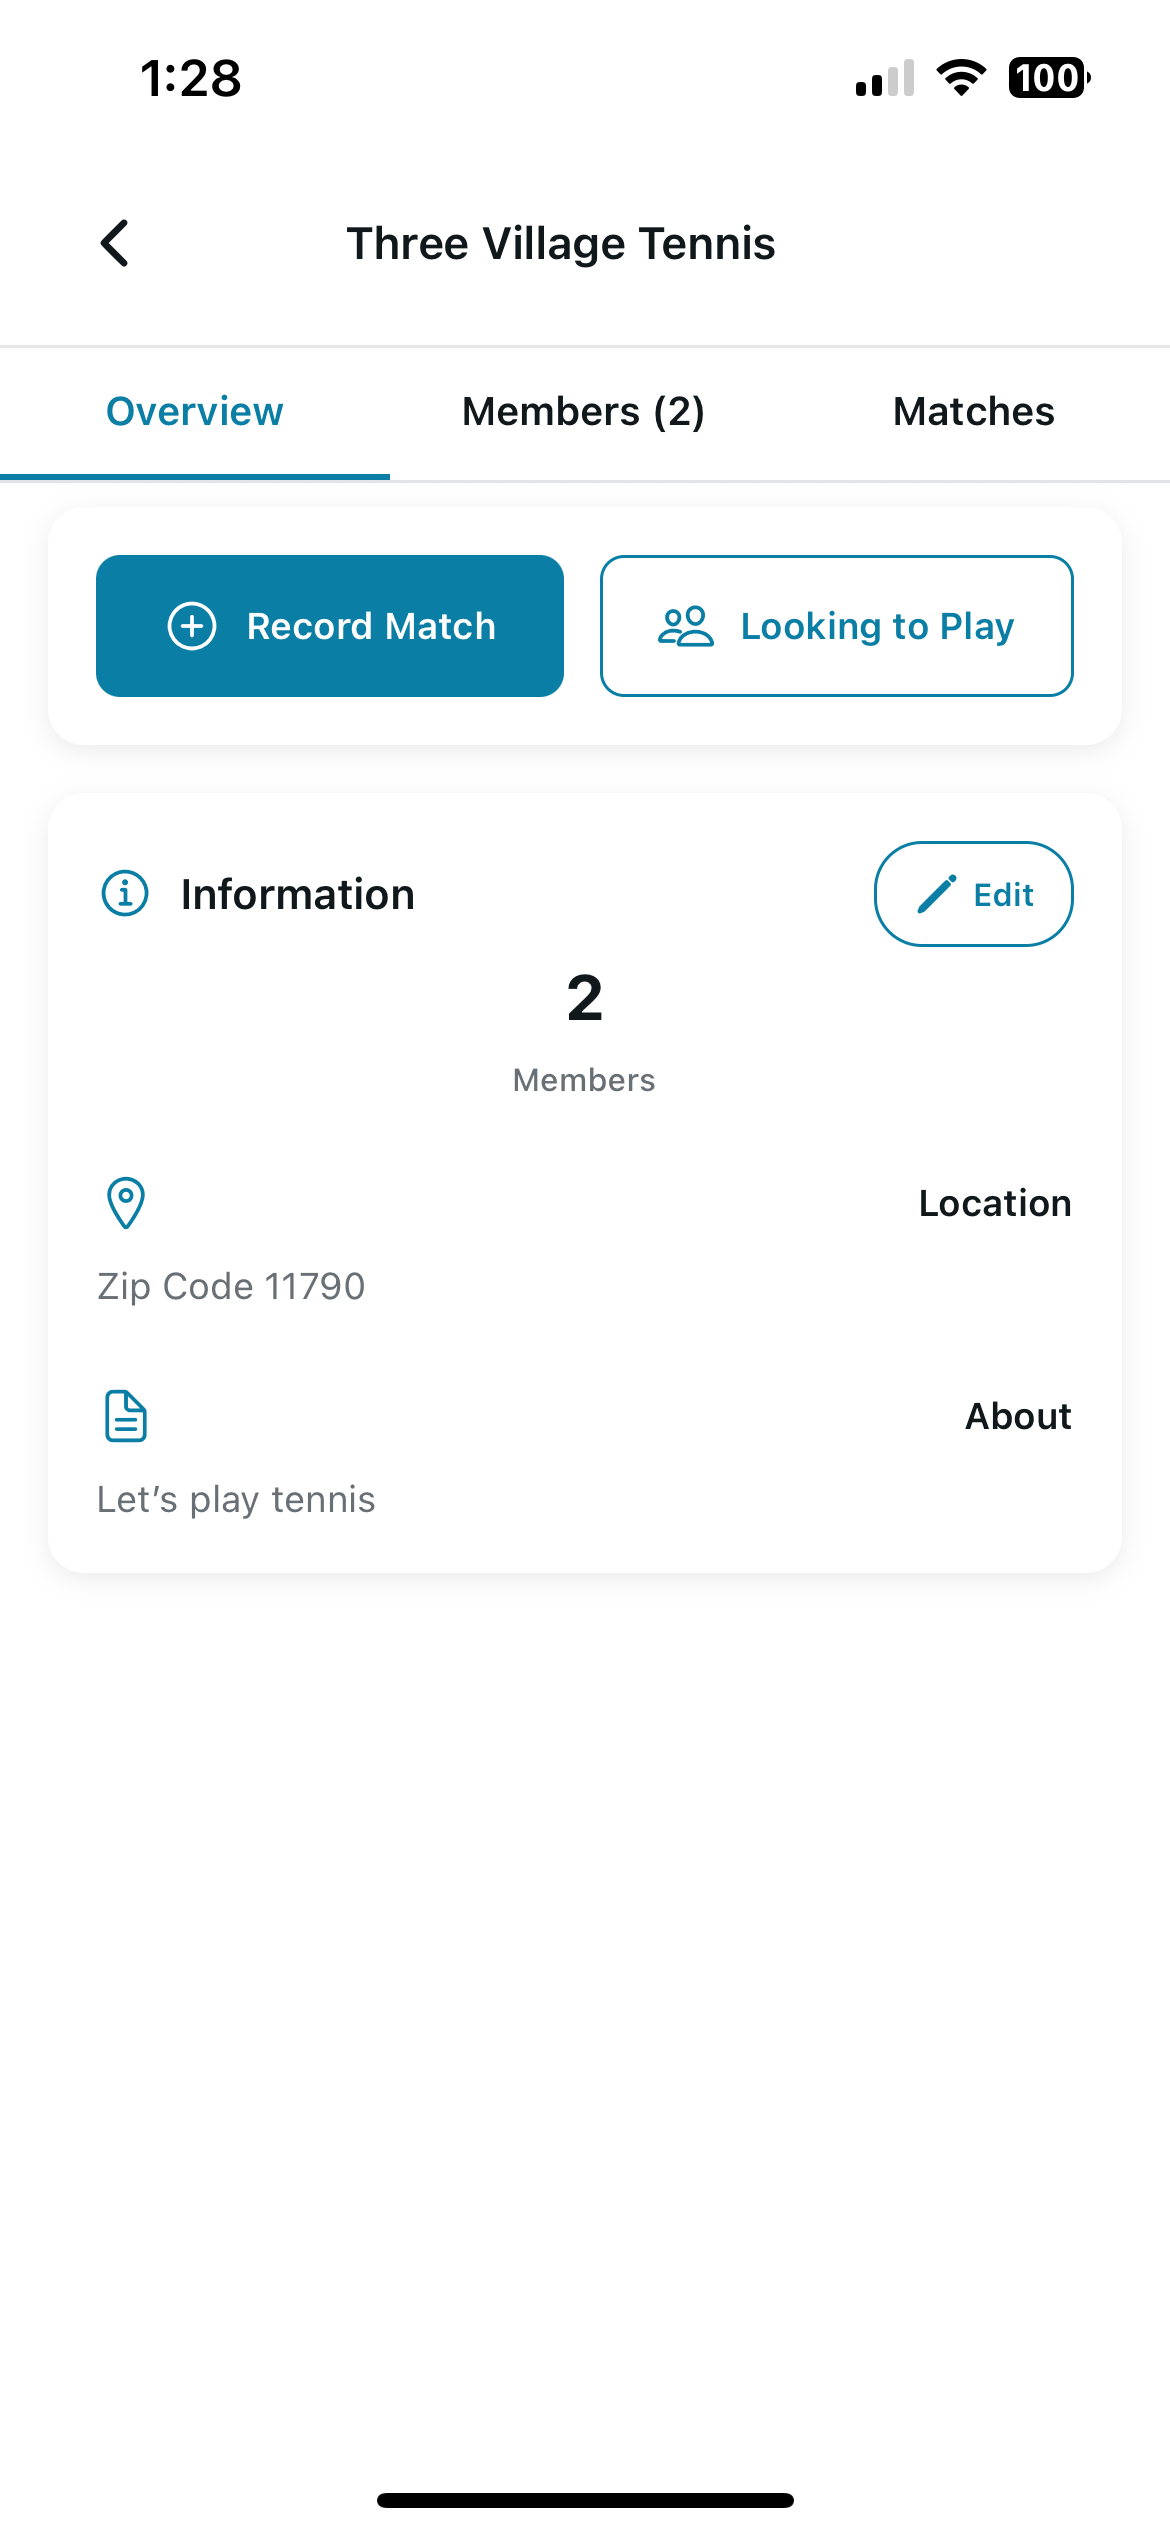 1:28
100
Three Village Tennis
Overview
Members (2)
Matches
Record Match
Looking to Play
Information
Edit
2
Members
Location
Zip Code 11790
About
Let’s play tennis